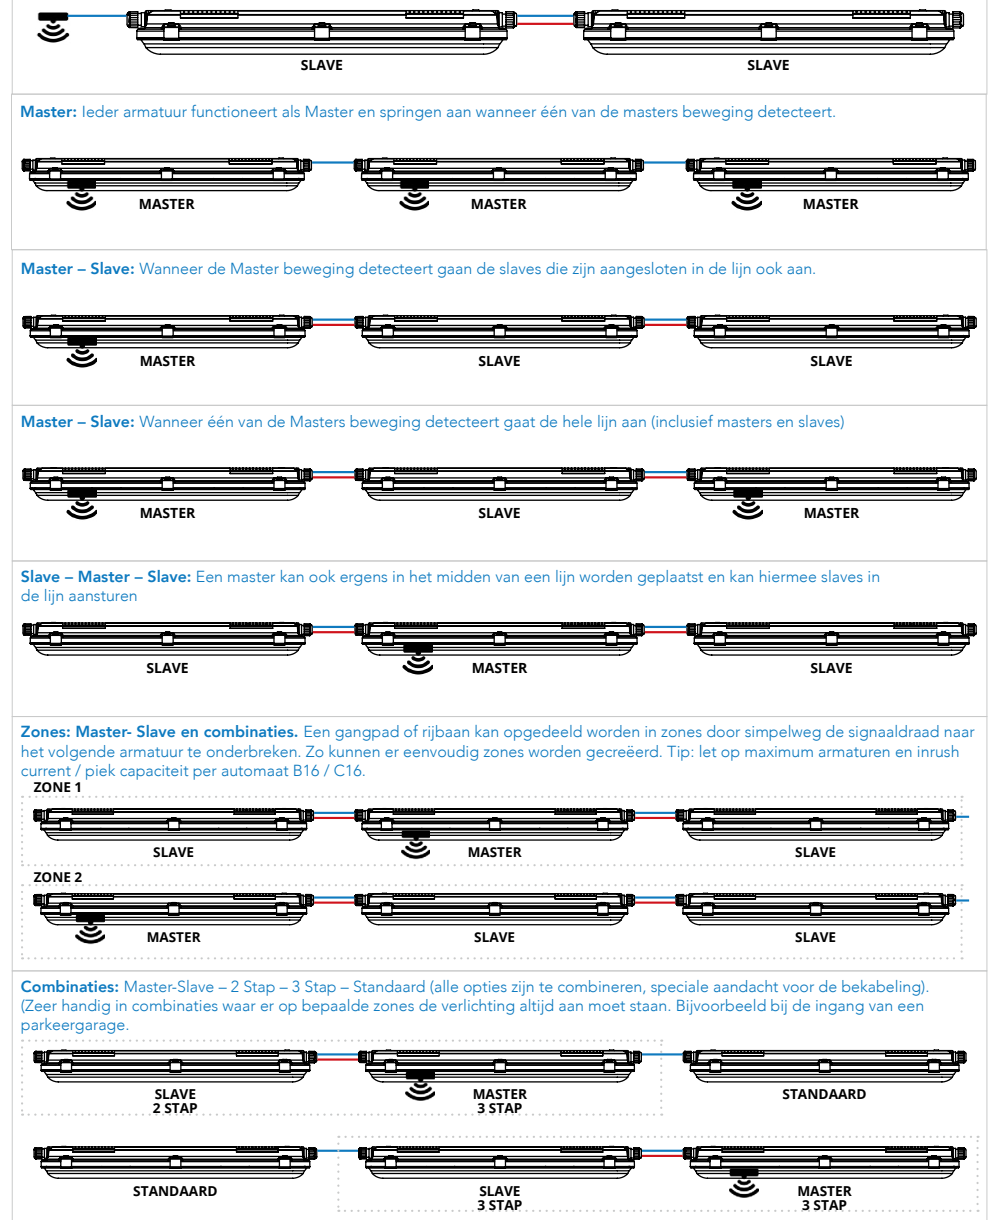 SLAVE SLAVE
Master: Ieder armatuur functioneert als Master en springen aan wanneer één van de masters beweging detecteert.
MASTER MASTER MASTER
Master – Slave: Wanneer de Master beweging detecteert gaan de slaves die zijn aangesloten in de lijn ook aan.
MASTER SLAVE SLAVE
Master – Slave: Wanneer één van de Masters beweging detecteert gaat de hele lijn aan (inclusief masters en slaves)
MASTER SLAVE MASTER
Slave – Master – Slave: Een master kan ook ergens in het midden van een lijn worden geplaatst en kan hiermee slaves in
de lijn aansturen
SLAVE MASTER SLAVE
Zones: Master- Slave en combinaties. Een gangpad of rijbaan kan opgedeeld worden in zones door simpelweg de signaaldraad naar
het volgende armatuur te onderbreken. Zo kunnen er eenvoudig zones worden gecreëerd. Tip: let op maximum armaturen en inrush
current / piek capaciteit per automaat B16 / C16.
ZONE 1
SLAVE MASTER SLAVE
ZONE 2
MASTER SLAVE SLAVE
Combinaties: Master-Slave – 2 Stap – 3 Stap – Standaard (alle opties zijn te combineren, speciale aandacht voor de bekabeling).
(Zeer handig in combinaties waar er op bepaalde zones de verlichting altijd aan moet staan. Bijvoorbeeld bij de ingang van een
parkeergarage.
SLAVE MASTER STANDAARD
2 STAP 3 STAP
STANDAARD SLAVE MASTER
3 STAP 3 STAP